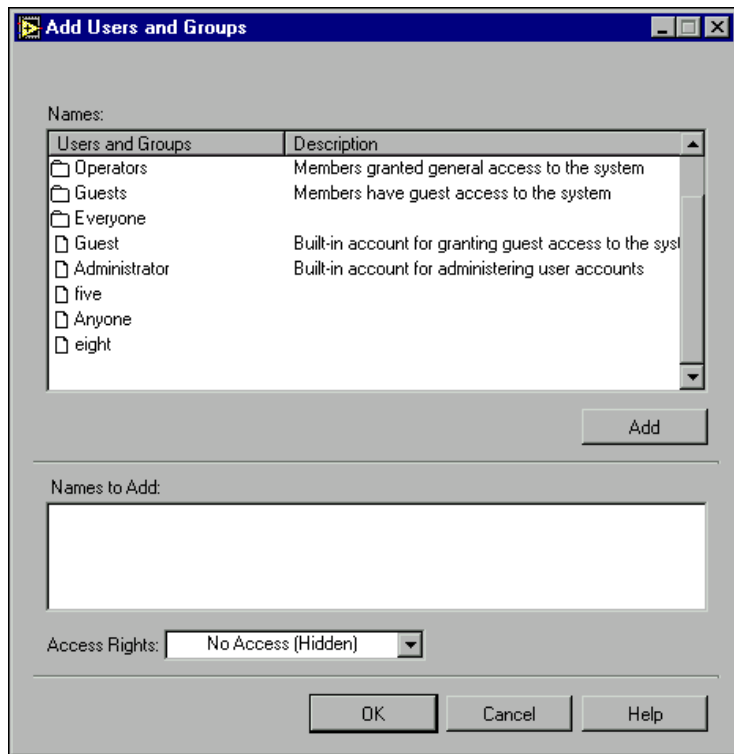 Add Users and Groups
Names:
Users and Groups Description
Operators Members granted general access to the system
Guests Members have guest access to the system
Everyone
Guest Built-in account for granting guest access to the syst
Administrator Built-in account for administering user accounts
five
Anyone
eight
Add
Names to Add:
Access Rights: No Access (Hidden)
OK Cancel Help